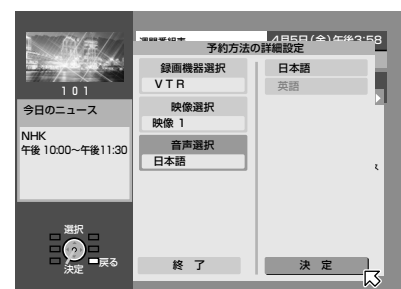 週間番組表
4月5日(金)午後3:58
予約方法の詳細設定
101
今日のニュース
NHK
午後 10:00～午後11:30
選択
?
決定
戻る
録画機器選択
VTR
映像選択
映像 1
音声選択
日本語
終 了
日本語
英語
決 定